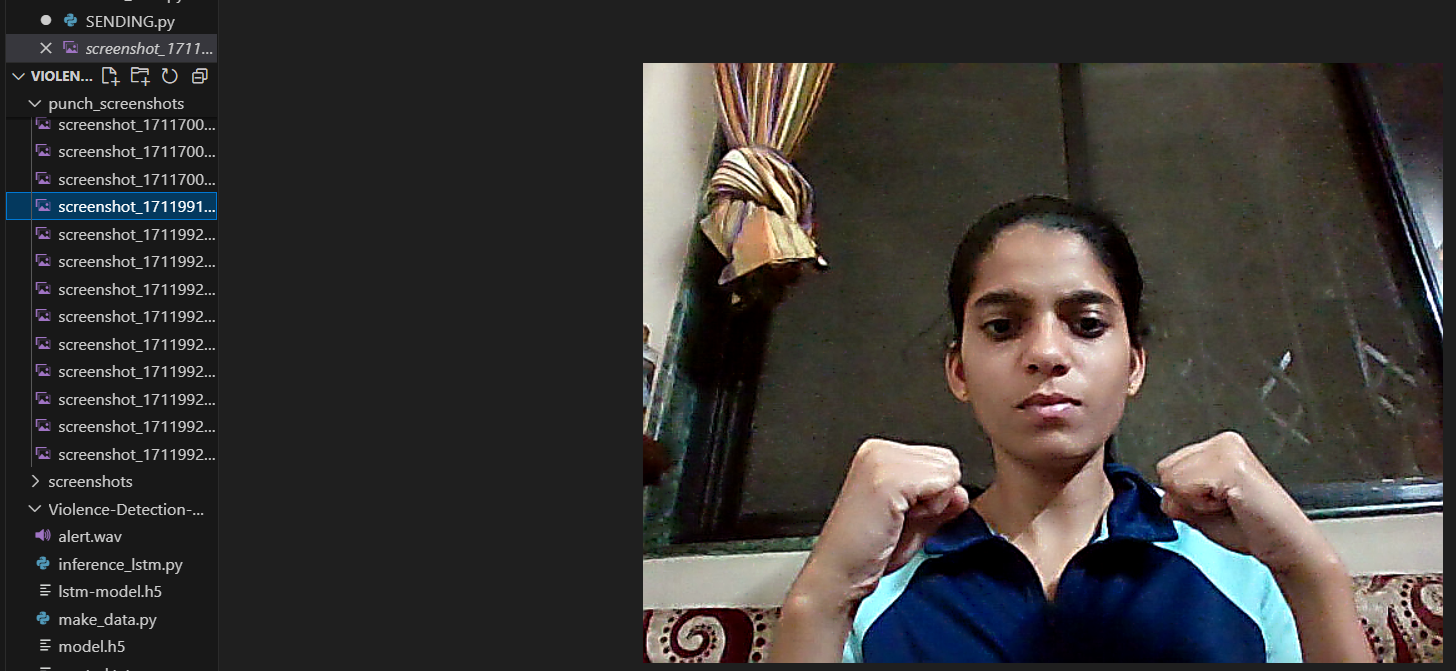 SENDING.py
screenshot_1711...
VIOLEN...
punch_screenshots
screenshot_1711700...
screenshot_1711700...
screenshot_1711700...
screenshot_1711991...
screenshot_1711992...
screenshot_1711992...
screenshot_1711992...
screenshot_1711992...
screenshot_1711992...
screenshot_1711992...
screenshot_1711992...
screenshot_1711992...
screenshot_1711992...
screenshots
Violence-Detection-...
alert.wav
inference_lstm.py
lstm-model.h5
make_data.py
model.h5